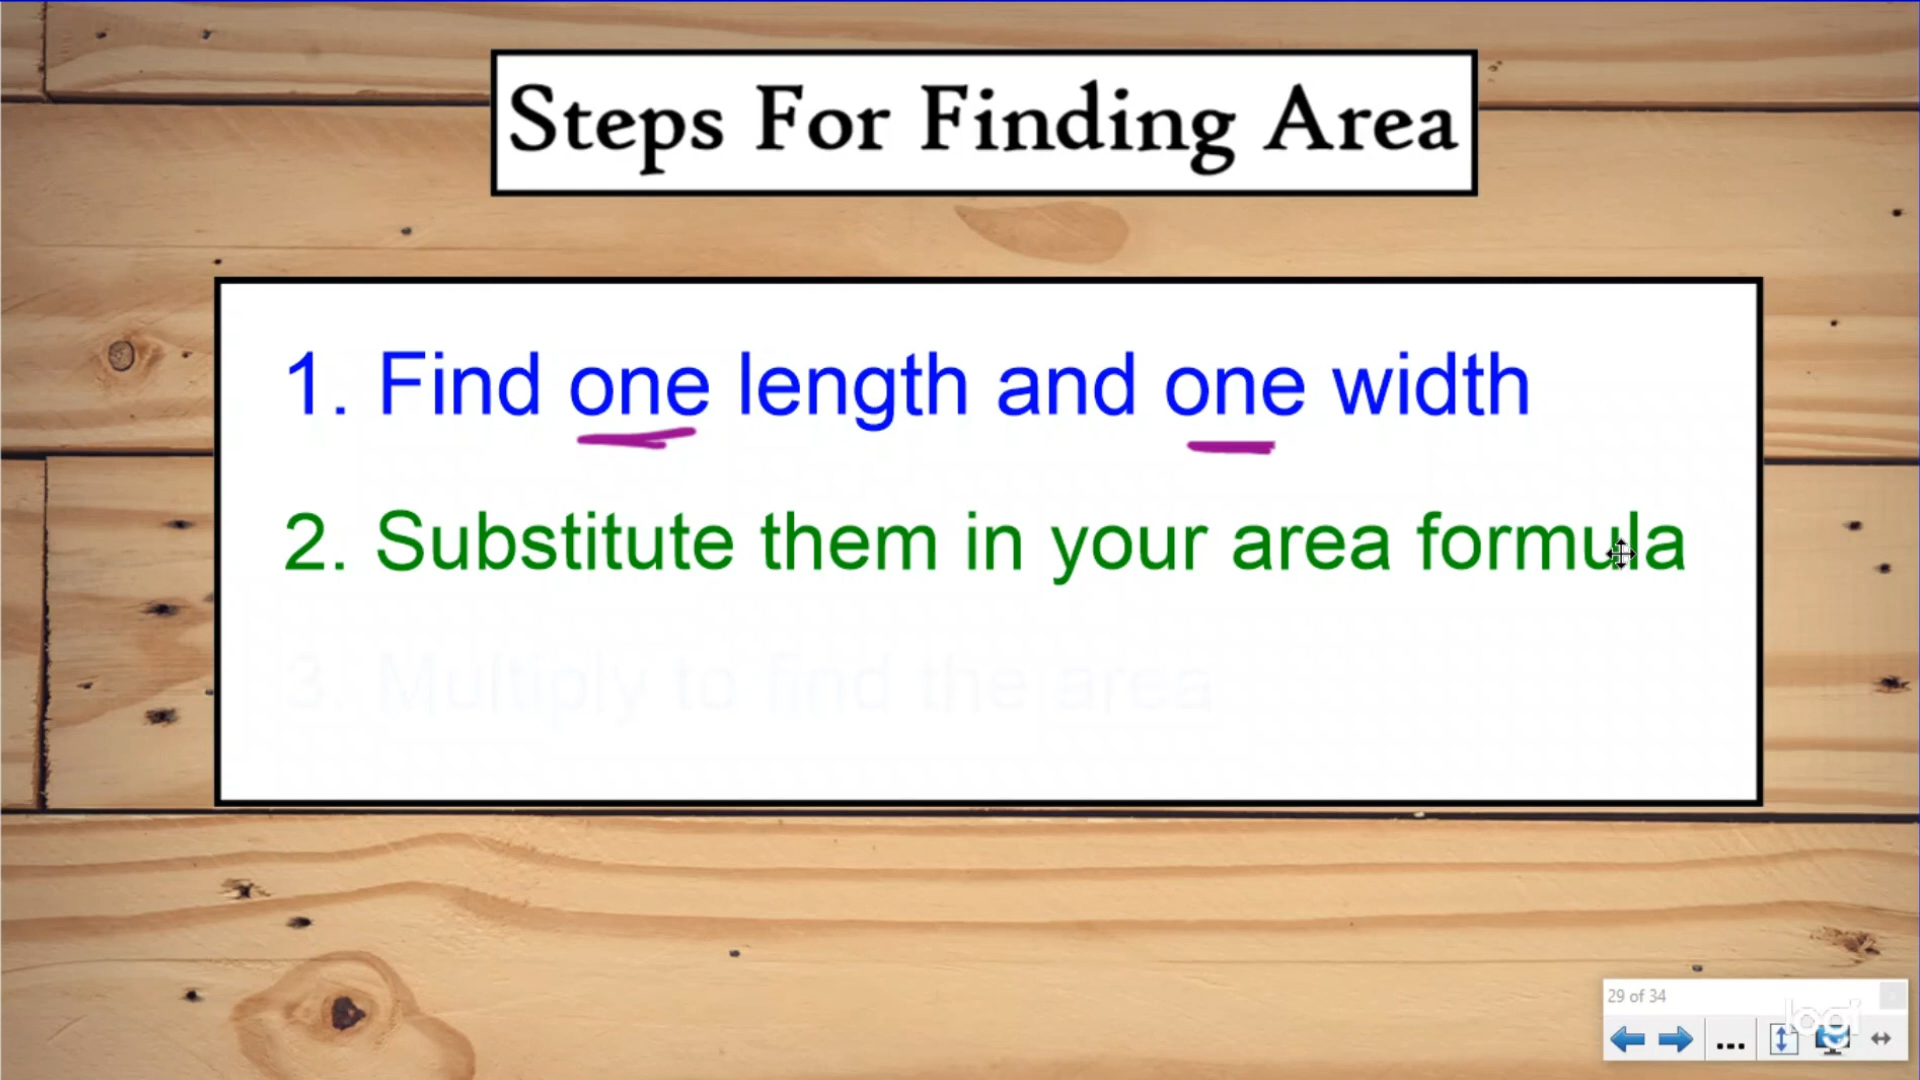 Steps For Finding Area
1. Find one length and one width
2. Substitute them in your area formula
3. Multiply to find the area
29 of 34
logi